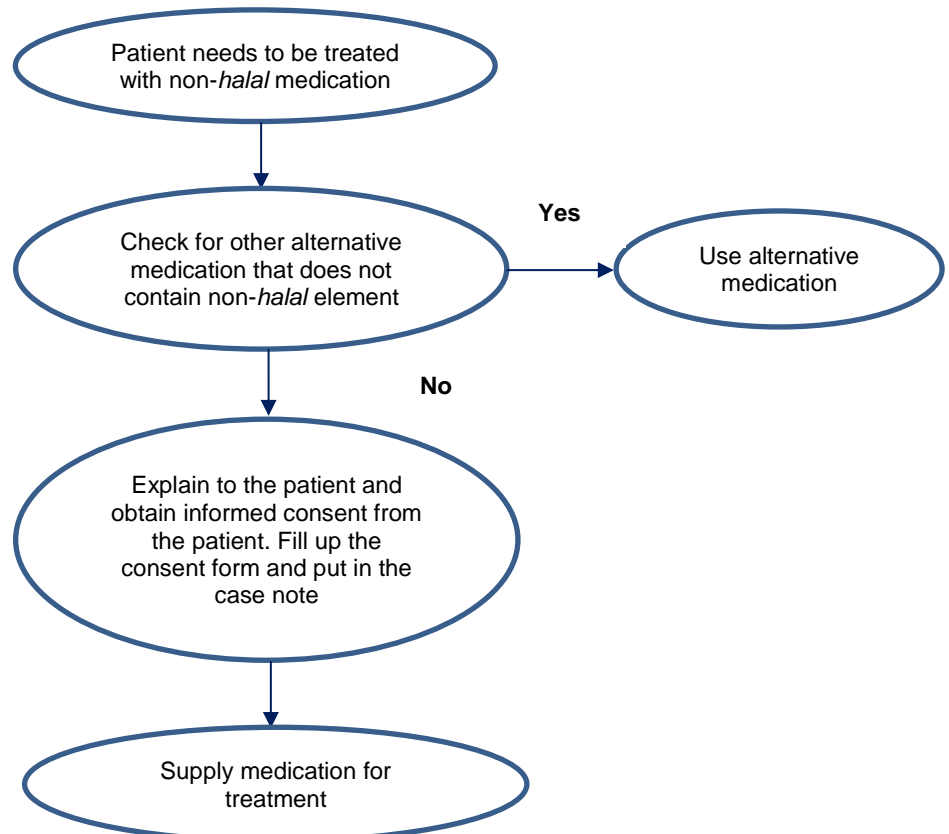 Patient needs to be treated
with non-halal medication
Yes
Check for other alternative
medication that does not
contain non-halal element
Use alternative
medication
No
Explain to the patient and
obtain informed consent from
the patient. Fill up the
consent form and put in the
case note
Supply medication for
treatment